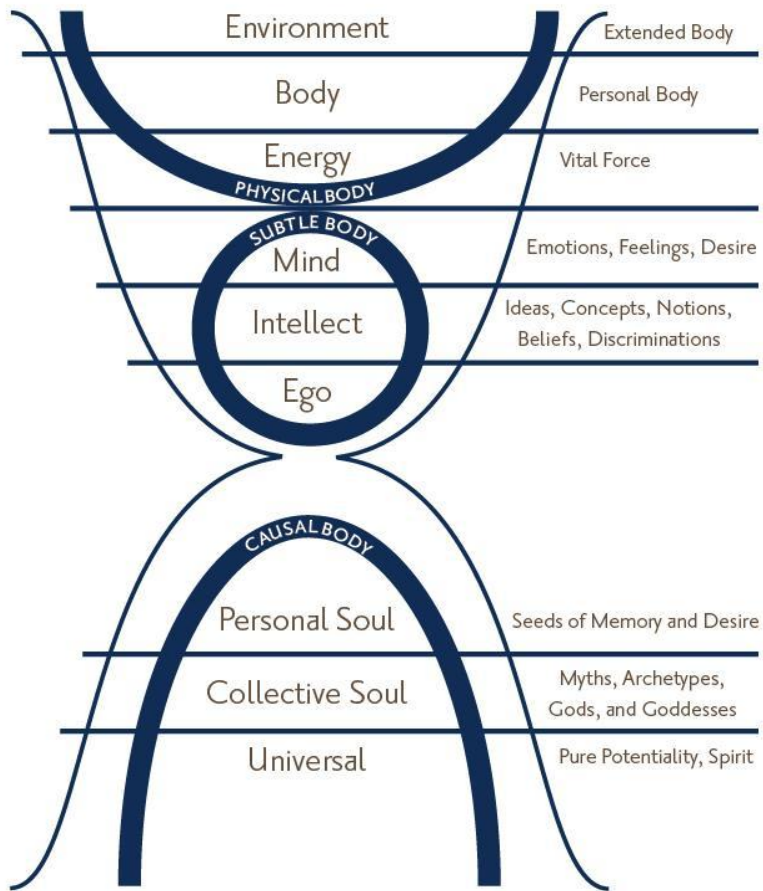 Environment
Extended Body
Body
Personal Body
Energy
Vital Force
PHYSICAL BODY
SUBTLE BODY
Mind
Emotions, Feelings, Desire
Intellect
Ideas, Concepts, Notions,
Beliefs, Discriminations
Ego
CAUSAL BODY
Personal Soul
Seeds of Memory and Desire
Collective Soul
Myths, Archetypes,
Gods, and Goddesses
Universal
Pure Potentiality, Spirit